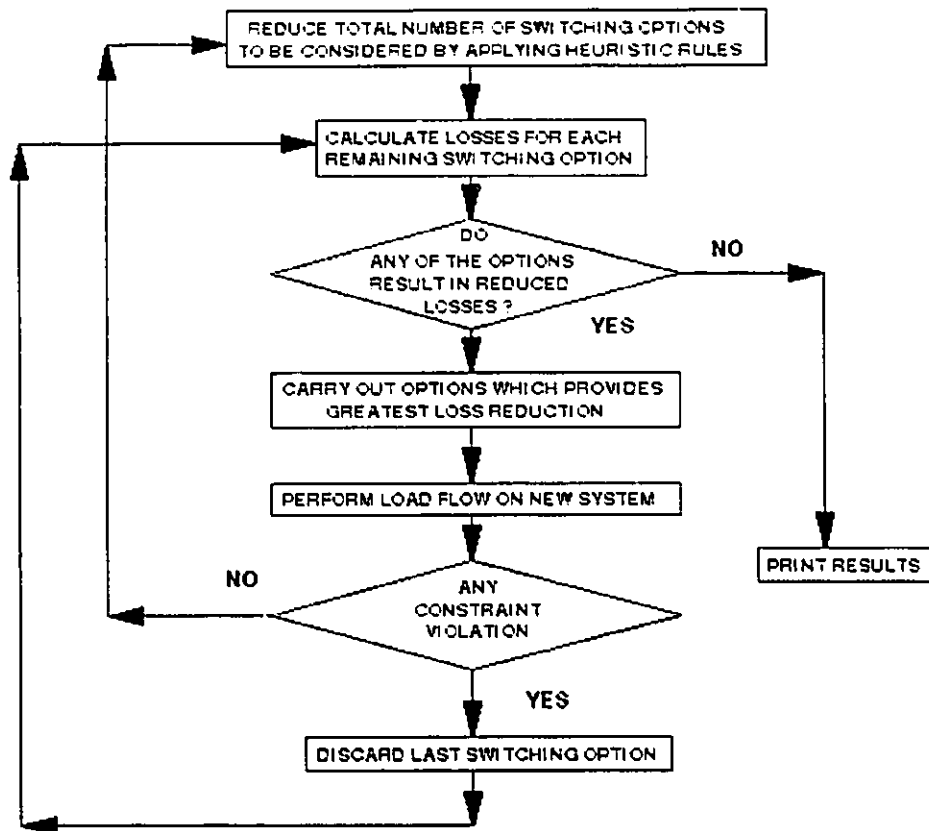 REDUCE TOTAL NUMBER OF SWITCHING OPTIONS
TO BE CONSIDERED BY APPLYING HEURISTIC RULES
CALCULATE LOSSES FOR EACH
REMAINING SWITCHING OPTION
DO
ANY OF THE OPTIONS
RESULT IN REDUCED
LOSSES ?
NO
YES
CARRY OUT OPTIONS WHICH PROVIDES
GREATEST LOSS REDUCTION
PERFORM LOAD FLOW ON NEW SYSTEM
PRINT RESULTS
NO
ANY
CONSTRAINT
VIOLATION
YES
DISCARD LAST SWITCHING OPTION